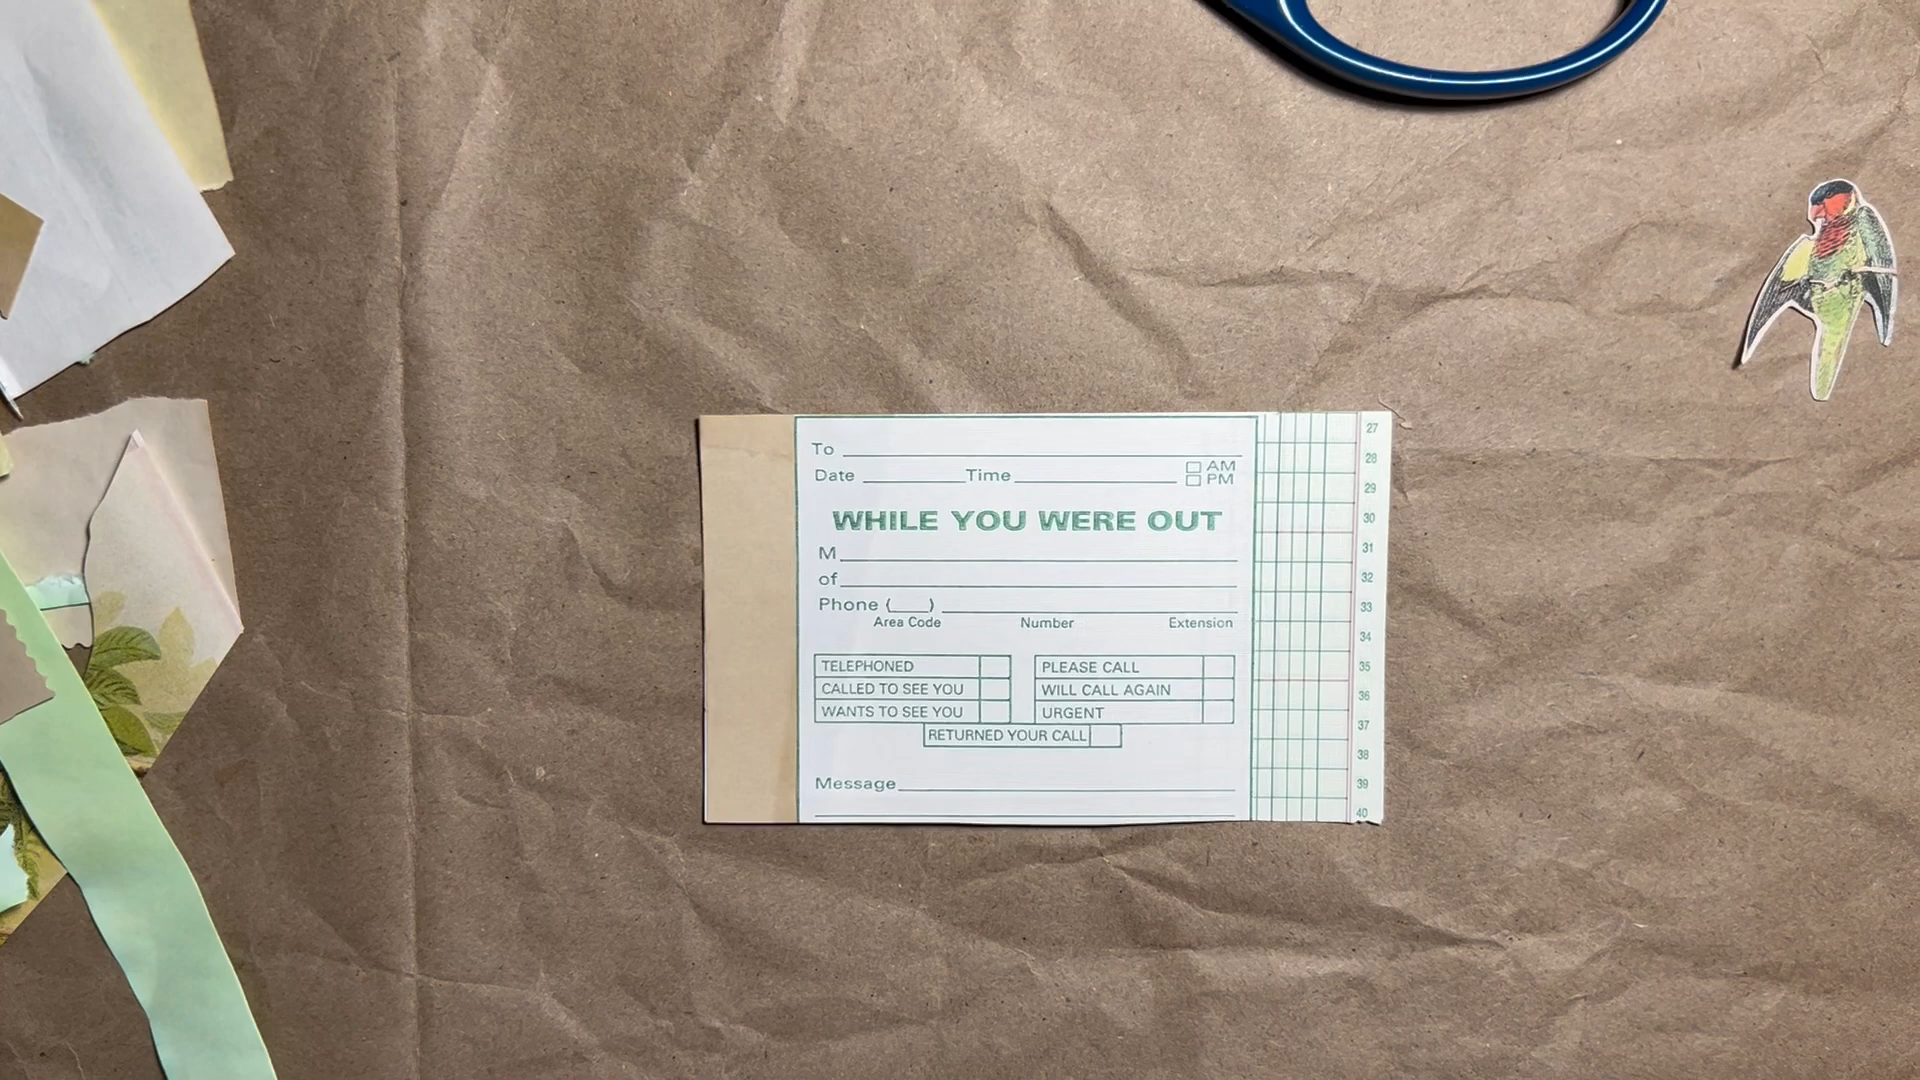 To
Date Time AM
PM
WHILE YOU WERE OUT
M
of
Phone ( )
Area Code Number Extension
TELEPHONED PLEASE CALL
CALLED TO SEE YOU WILL CALL AGAIN
WANTS TO SEE YOU URGENT
RETURNED YOUR CALL
Message
27
28
29
30
31
32
33
34
35
36
37
38
39
40